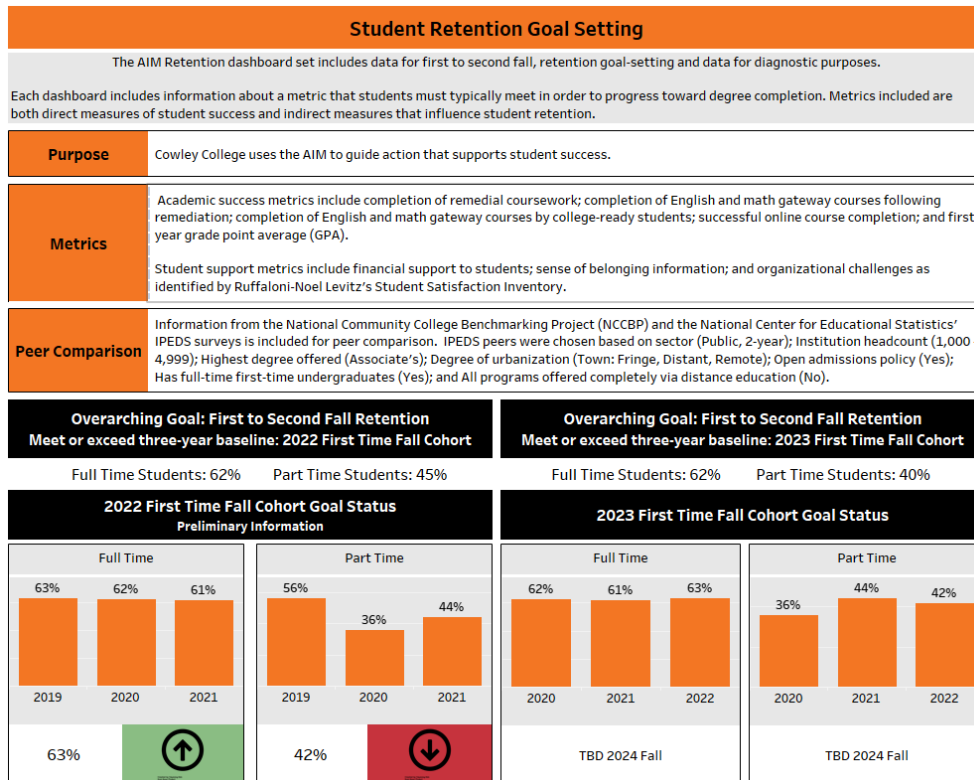 Student Retention Goal Setting
The AIM Retention dashboard set includes data for first to second fall, retention goal-setting and data for diagnostic purposes.
Each dashboard includes information about a metric that students must typically meet in order to progress toward degree completion. Metrics included are
both direct measures of student success and indirect measures that influence student retention.
Purpose
Cowley College uses the AIM to guide action that supports student success.
Metrics
Academic success metrics include completion of remedial coursework; completion of English and math gateway courses following
remediation; completion of English and math gateway courses by college-ready students; successful online course completion; and first
year grade point average (GPA).
Student support metrics include financial support to students; sense of belonging information; and organizational challenges as
identified by Ruffaloni-Noel Levitz's Student Satisfaction Inventory.
Peer Comparison
Information from the National Community College Benchmarking Project (NCCBP) and the National Center for Educational Statistics'
IPEDS surveys is included for peer comparison. IPEDS peers were chosen based on sector (Public, 2-year); Institution headcount (1,000 -
4,999); Highest degree offered (Associate's); Degree of urbanization (Town: Fringe, Distant, Remote); Open admissions policy (Yes);
Has full-time first-time undergraduates (Yes); and All programs offered completely via distance education (No).
Overarching Goal: First to Second Fall Retention
Meet or exceed three-year baseline: 2022 First Time Fall Cohort
Full Time Students: 62% Part Time Students: 45%
2022 First Time Fall Cohort Goal Status
Preliminary Information
Full Time
63% 62% 61%
2019 2020 2021
63%
Part Time
56% 36% 44%
2019 2020 2021
42%
Overarching Goal: First to Second Fall Retention
Meet or exceed three-year baseline: 2023 First Time Fall Cohort
Full Time Students: 62% Part Time Students: 40%
2023 First Time Fall Cohort Goal Status
Full Time
62% 61% 63%
2020 2021 2022
TBD 2024 Fall
Part Time
36% 44% 42%
2020 2021 2022
TBD 2024 Fall